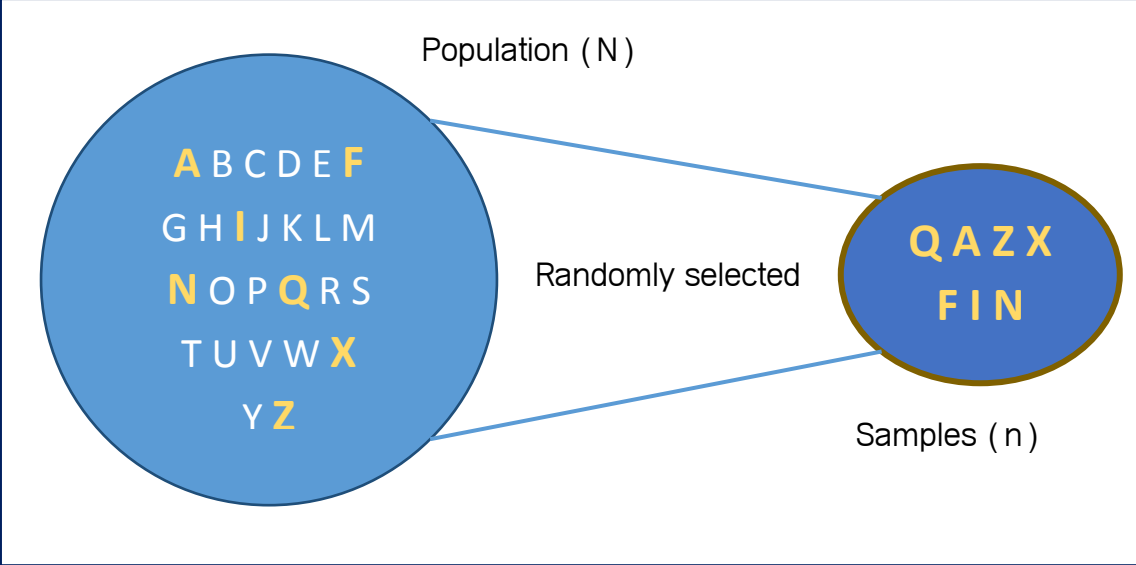 Population ( N )
A B C D E F
G H I J K L M
N O P Q R S
T U V W X
Y Z
Randomly selected
Q A Z X
F I N
Samples ( n )